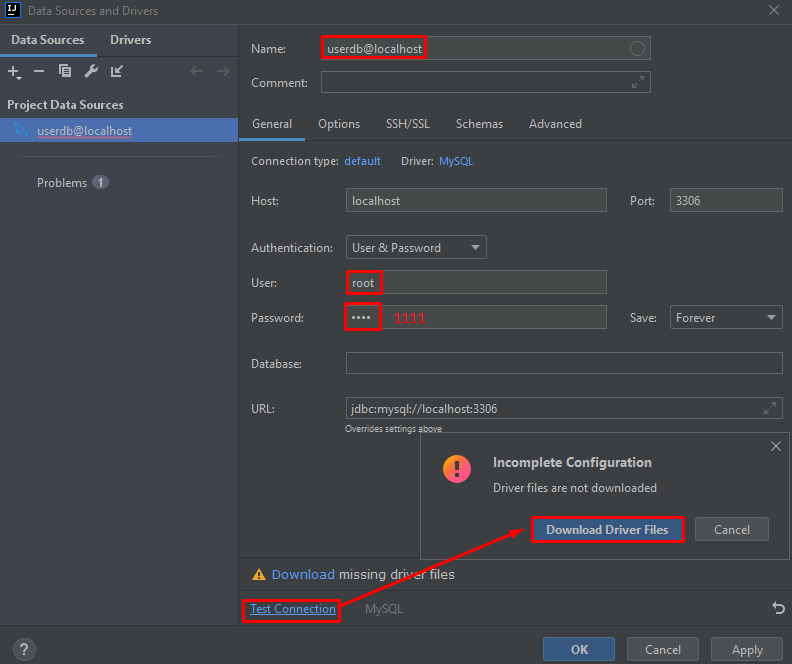 IJ
Data Sources and Drivers
Data Sources Drivers
Project Data Sources
userdb@localhost
Problems 1
Name: userdb@localhost
Comment:
General Options SSH/SSL Schemas Advanced
Connection type: default Driver: MySQL
Host: localhost Port: 3306
Authentication: User & Password
User: root
Password: •••• 1111 Save: Forever
Database:
URL: jdbc:mysql://localhost:3306
Overrides settings above
Incomplete Configuration
Driver files are not downloaded
Download Driver Files Cancel
Download missing driver files
Test Connection MySQL
? OK Cancel Apply